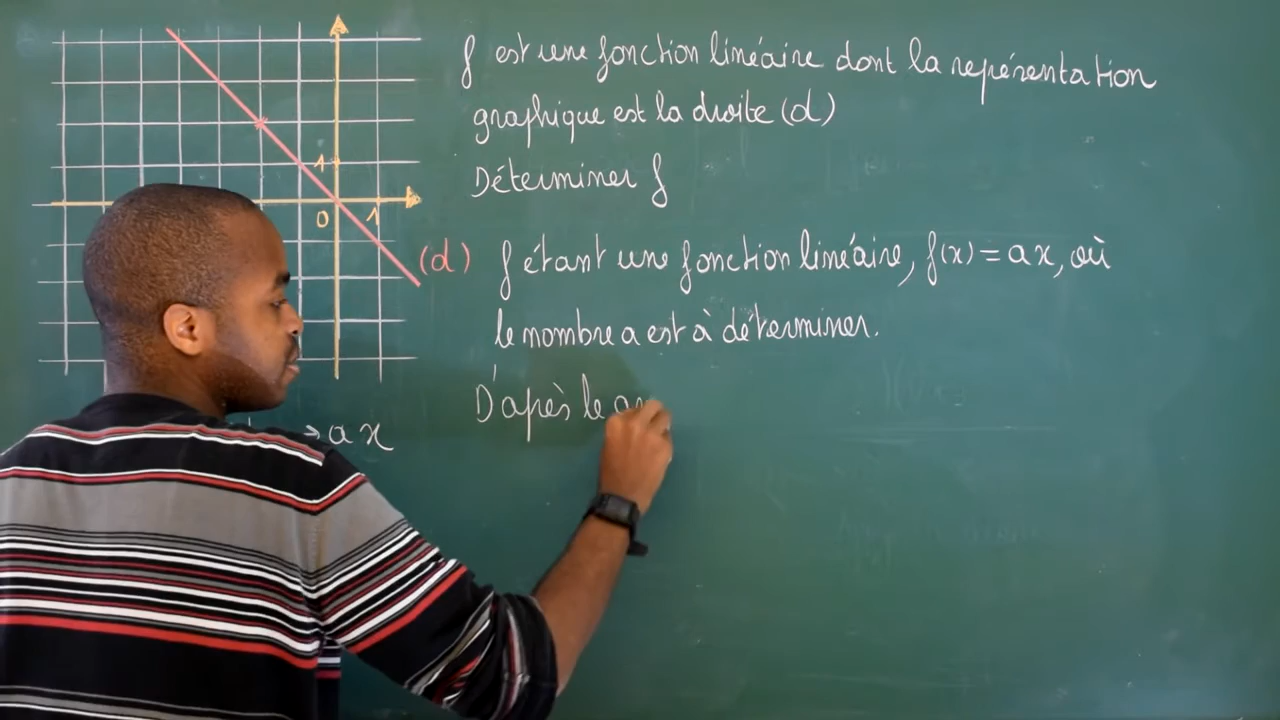 1
0
1
(d)
f est une fonction linéaire dont la représentation
graphique est la droite (d)
Déterminer f
f étant une fonction linéaire, f(x) = ax, où
le nombre a est à déterminer.
D'après le
→ ax